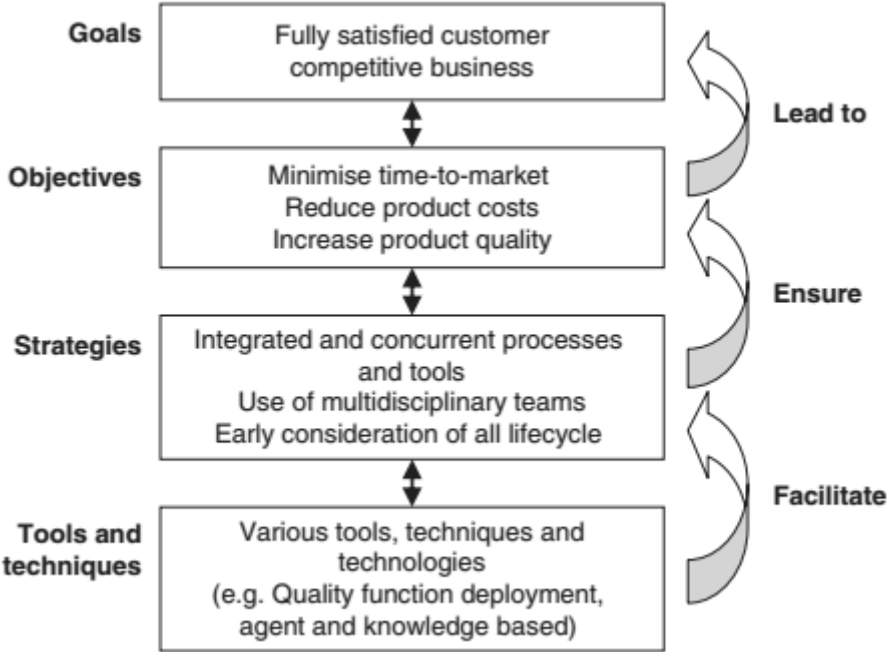 Goals
Fully satisfied customer
competitive business
Lead to
Objectives
Minimise time-to-market
Reduce product costs
Increase product quality
Ensure
Strategies
Integrated and concurrent processes
and tools
Use of multidisciplinary teams
Early consideration of all lifecycle
Facilitate
Tools and
techniques
Various tools, techniques and
technologies
(e.g. Quality function deployment,
agent and knowledge based)